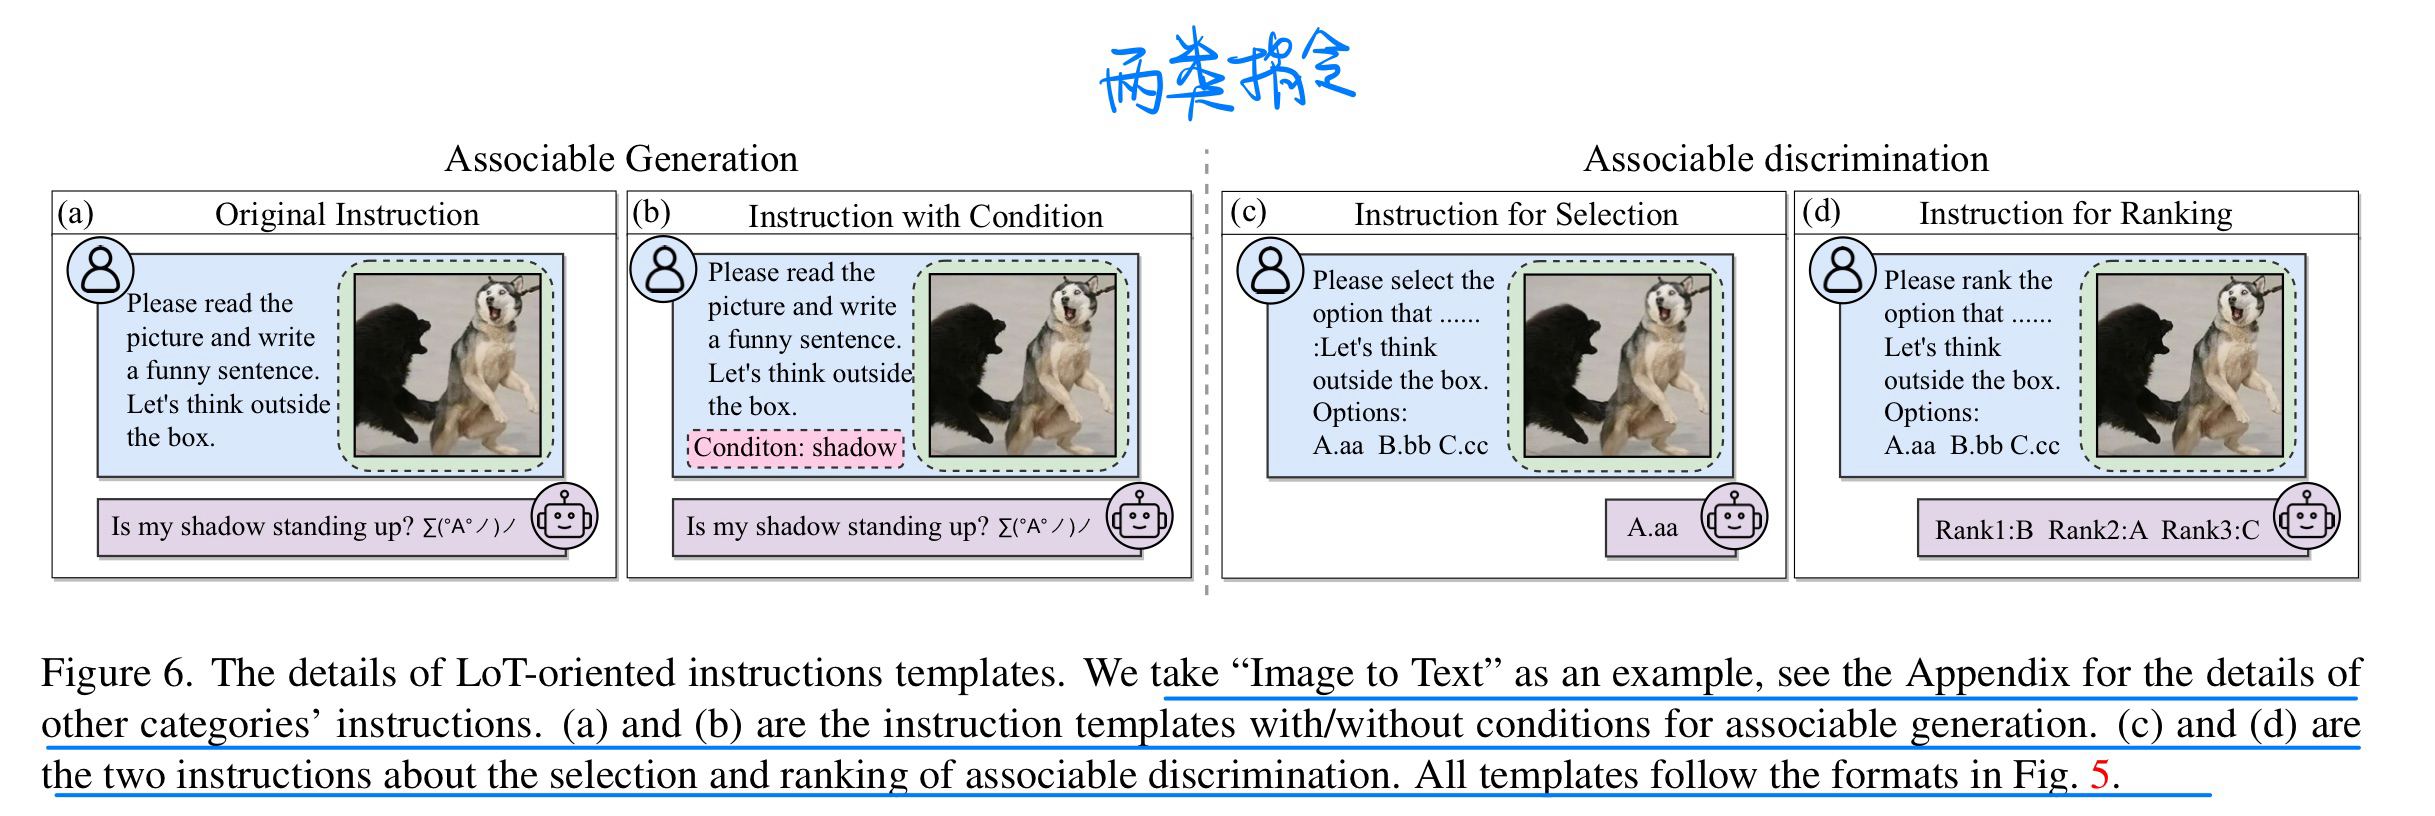 两类指令
Associable Generation
Associable discrimination
(a)
Original Instruction
Please read the
picture and write
a funny sentence.
Let's think outside
the box.
Is my shadow standing up? ∑(°A°ノ)ノ
(b)
Instruction with Condition
Please read the
picture and write
a funny sentence.
Let's think outside
the box.
Conditon: shadow
Is my shadow standing up? ∑(°A°ノ)ノ
(c)
Instruction for Selection
Please select the
option that ......
:Let's think
outside the box.
Options:
A.aa B.bb C.cc
A.aa
(d)
Instruction for Ranking
Please rank the
option that ......
Let's think
outside the box.
Options:
A.aa B.bb C.cc
Rank1:B Rank2:A Rank3:C
Figure 6. The details of LoT-oriented instructions templates. We take “Image to Text” as an example, see the Appendix for the details of
other categories’ instructions. (a) and (b) are the instruction templates with/without conditions for associable generation. (c) and (d) are
the two instructions about the selection and ranking of associable discrimination. All templates follow the formats in Fig. 5.